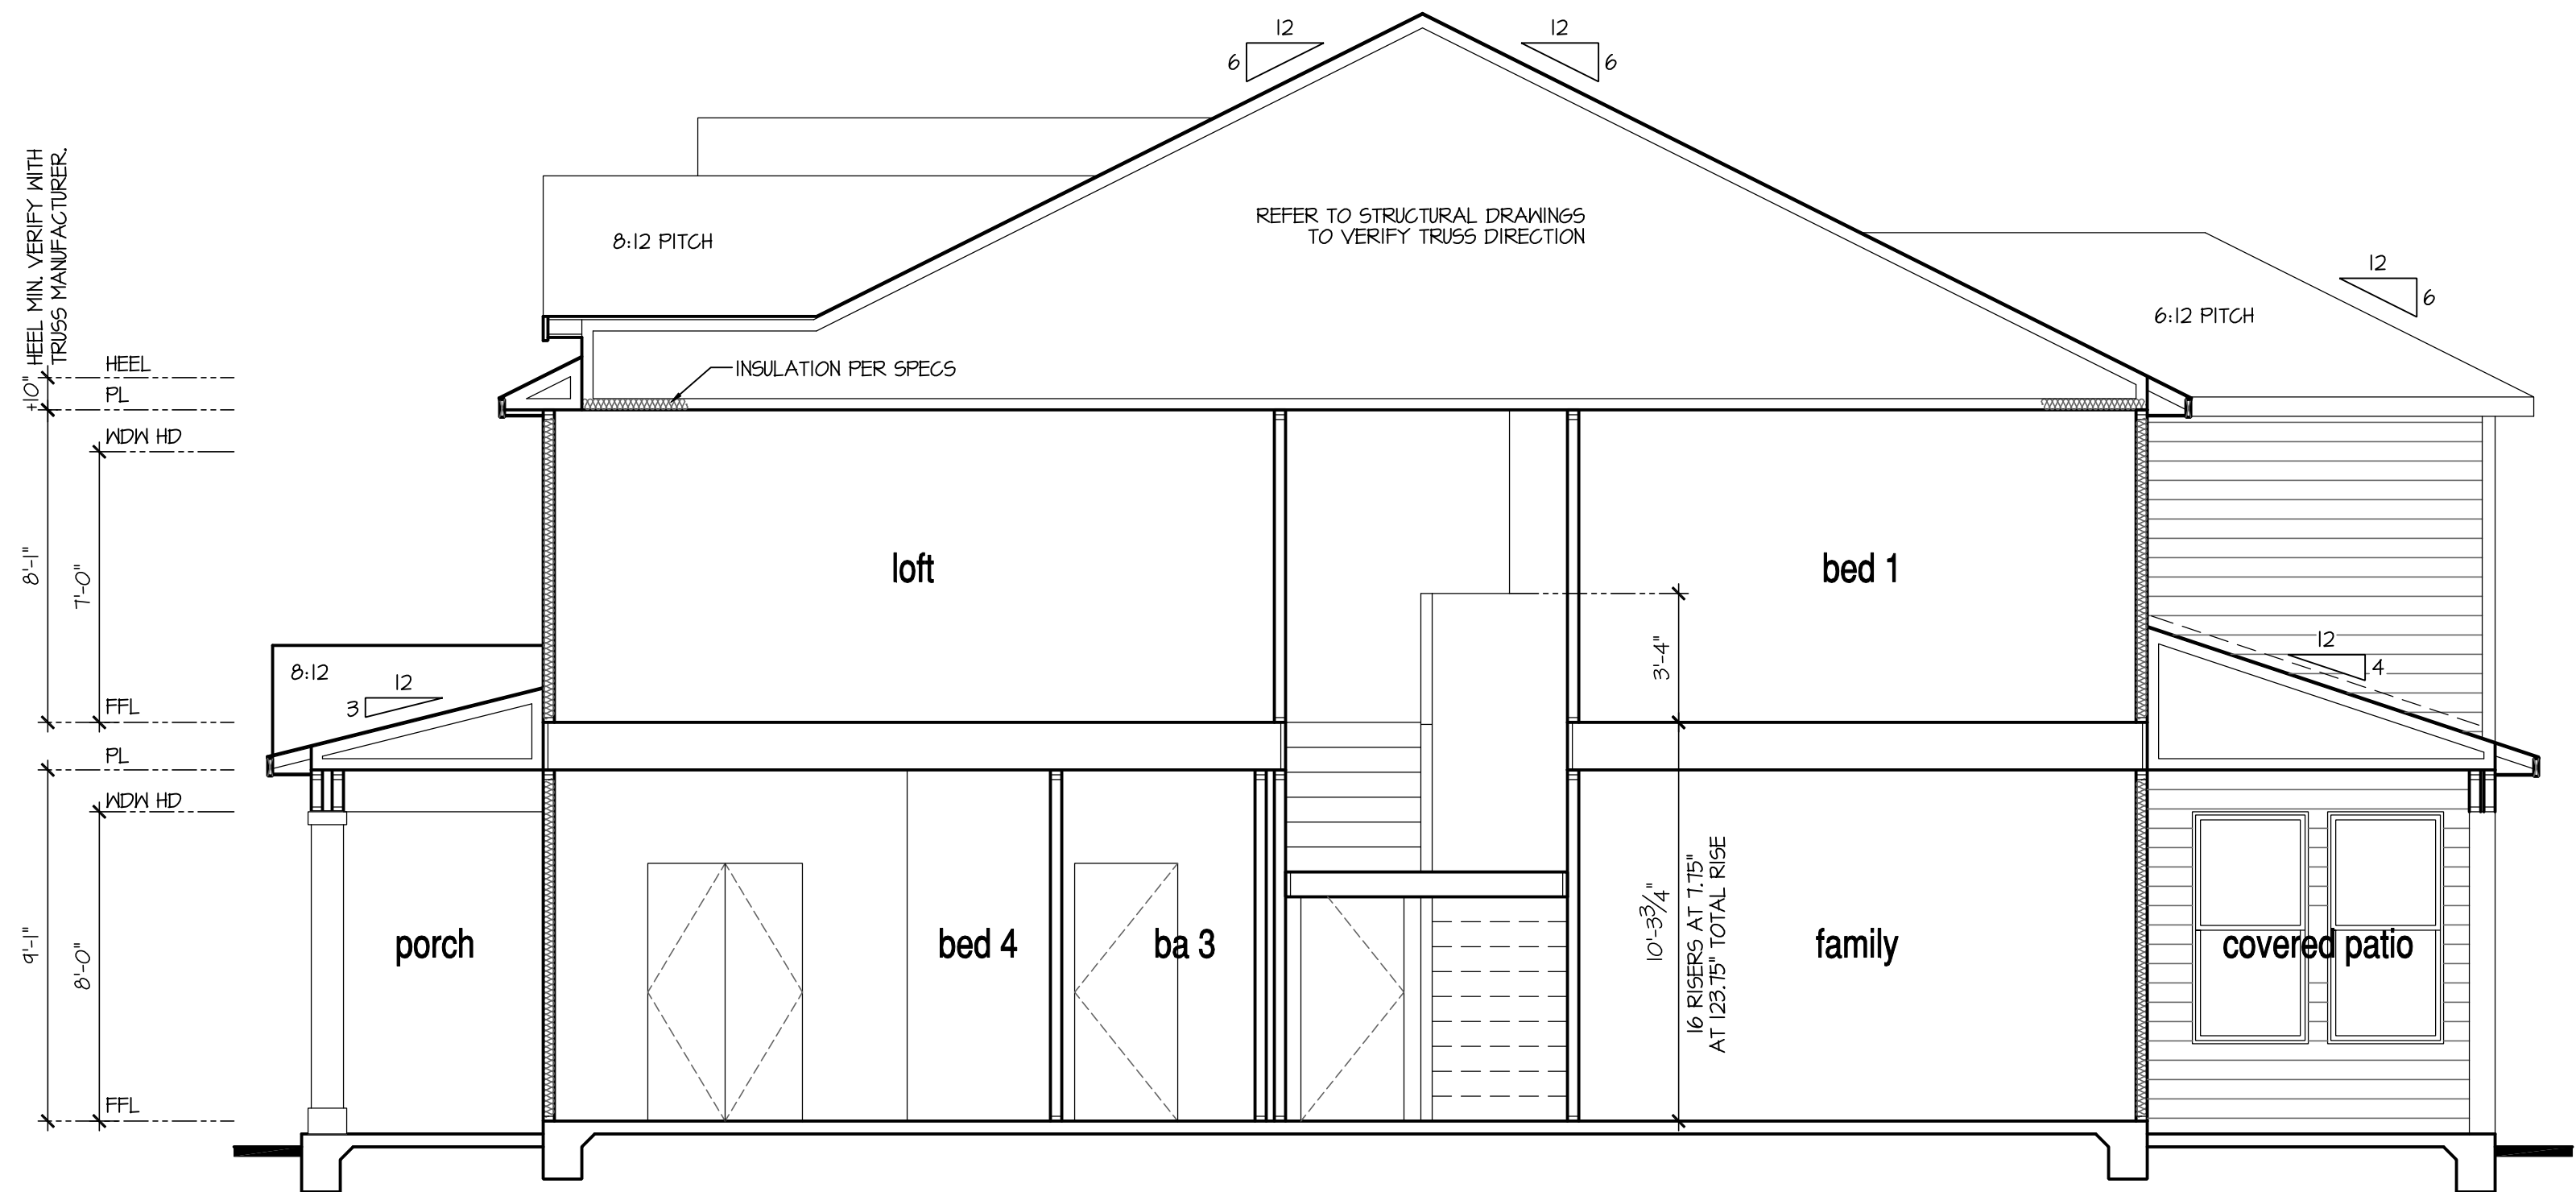 12
6
12
6
+10" HEEL MIN. VERIFY WITH
TRUSS MANUFACTURER.
8:12 PITCH
REFER TO STRUCTURAL DRAWINGS
TO VERIFY TRUSS DIRECTION
12
6
6:12 PITCH
INSULATION PER SPECS
HEEL
PL
WDW HD
8'-1"
7'-0"
loft
bed 1
3'-4"
12
4
8:12
12
3
FFL
PL
WDW HD
9'-1"
8'-0"
porch
bed 4
ba 3
10'-3 3/4"
16 RISERS AT 7.75"
AT 123.75" TOTAL RISE
family
covered patio
FFL